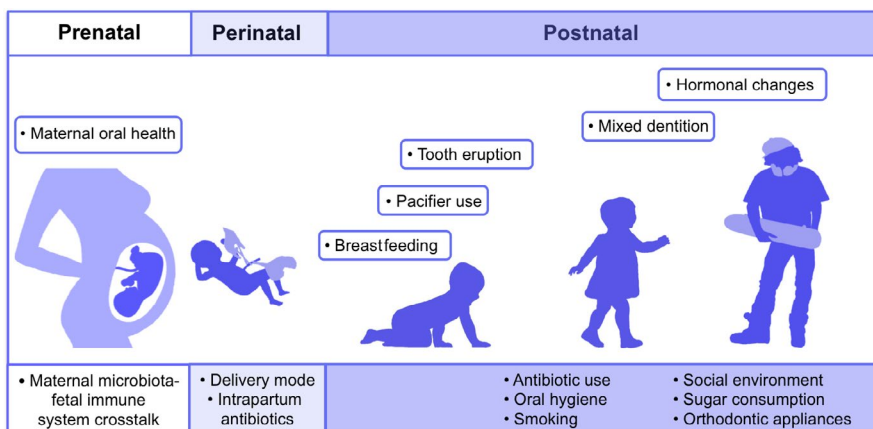 Prenatal
Perinatal
Postnatal
• Hormonal changes
• Maternal oral health
• Mixed dentition
• Tooth eruption
• Pacifier use
• Breastfeeding
• Maternal microbiota-
fetal immune
system crosstalk
• Delivery mode
• Intrapartum
antibiotics
• Antibiotic use
• Oral hygiene
• Smoking
• Social environment
• Sugar consumption
• Orthodontic appliances